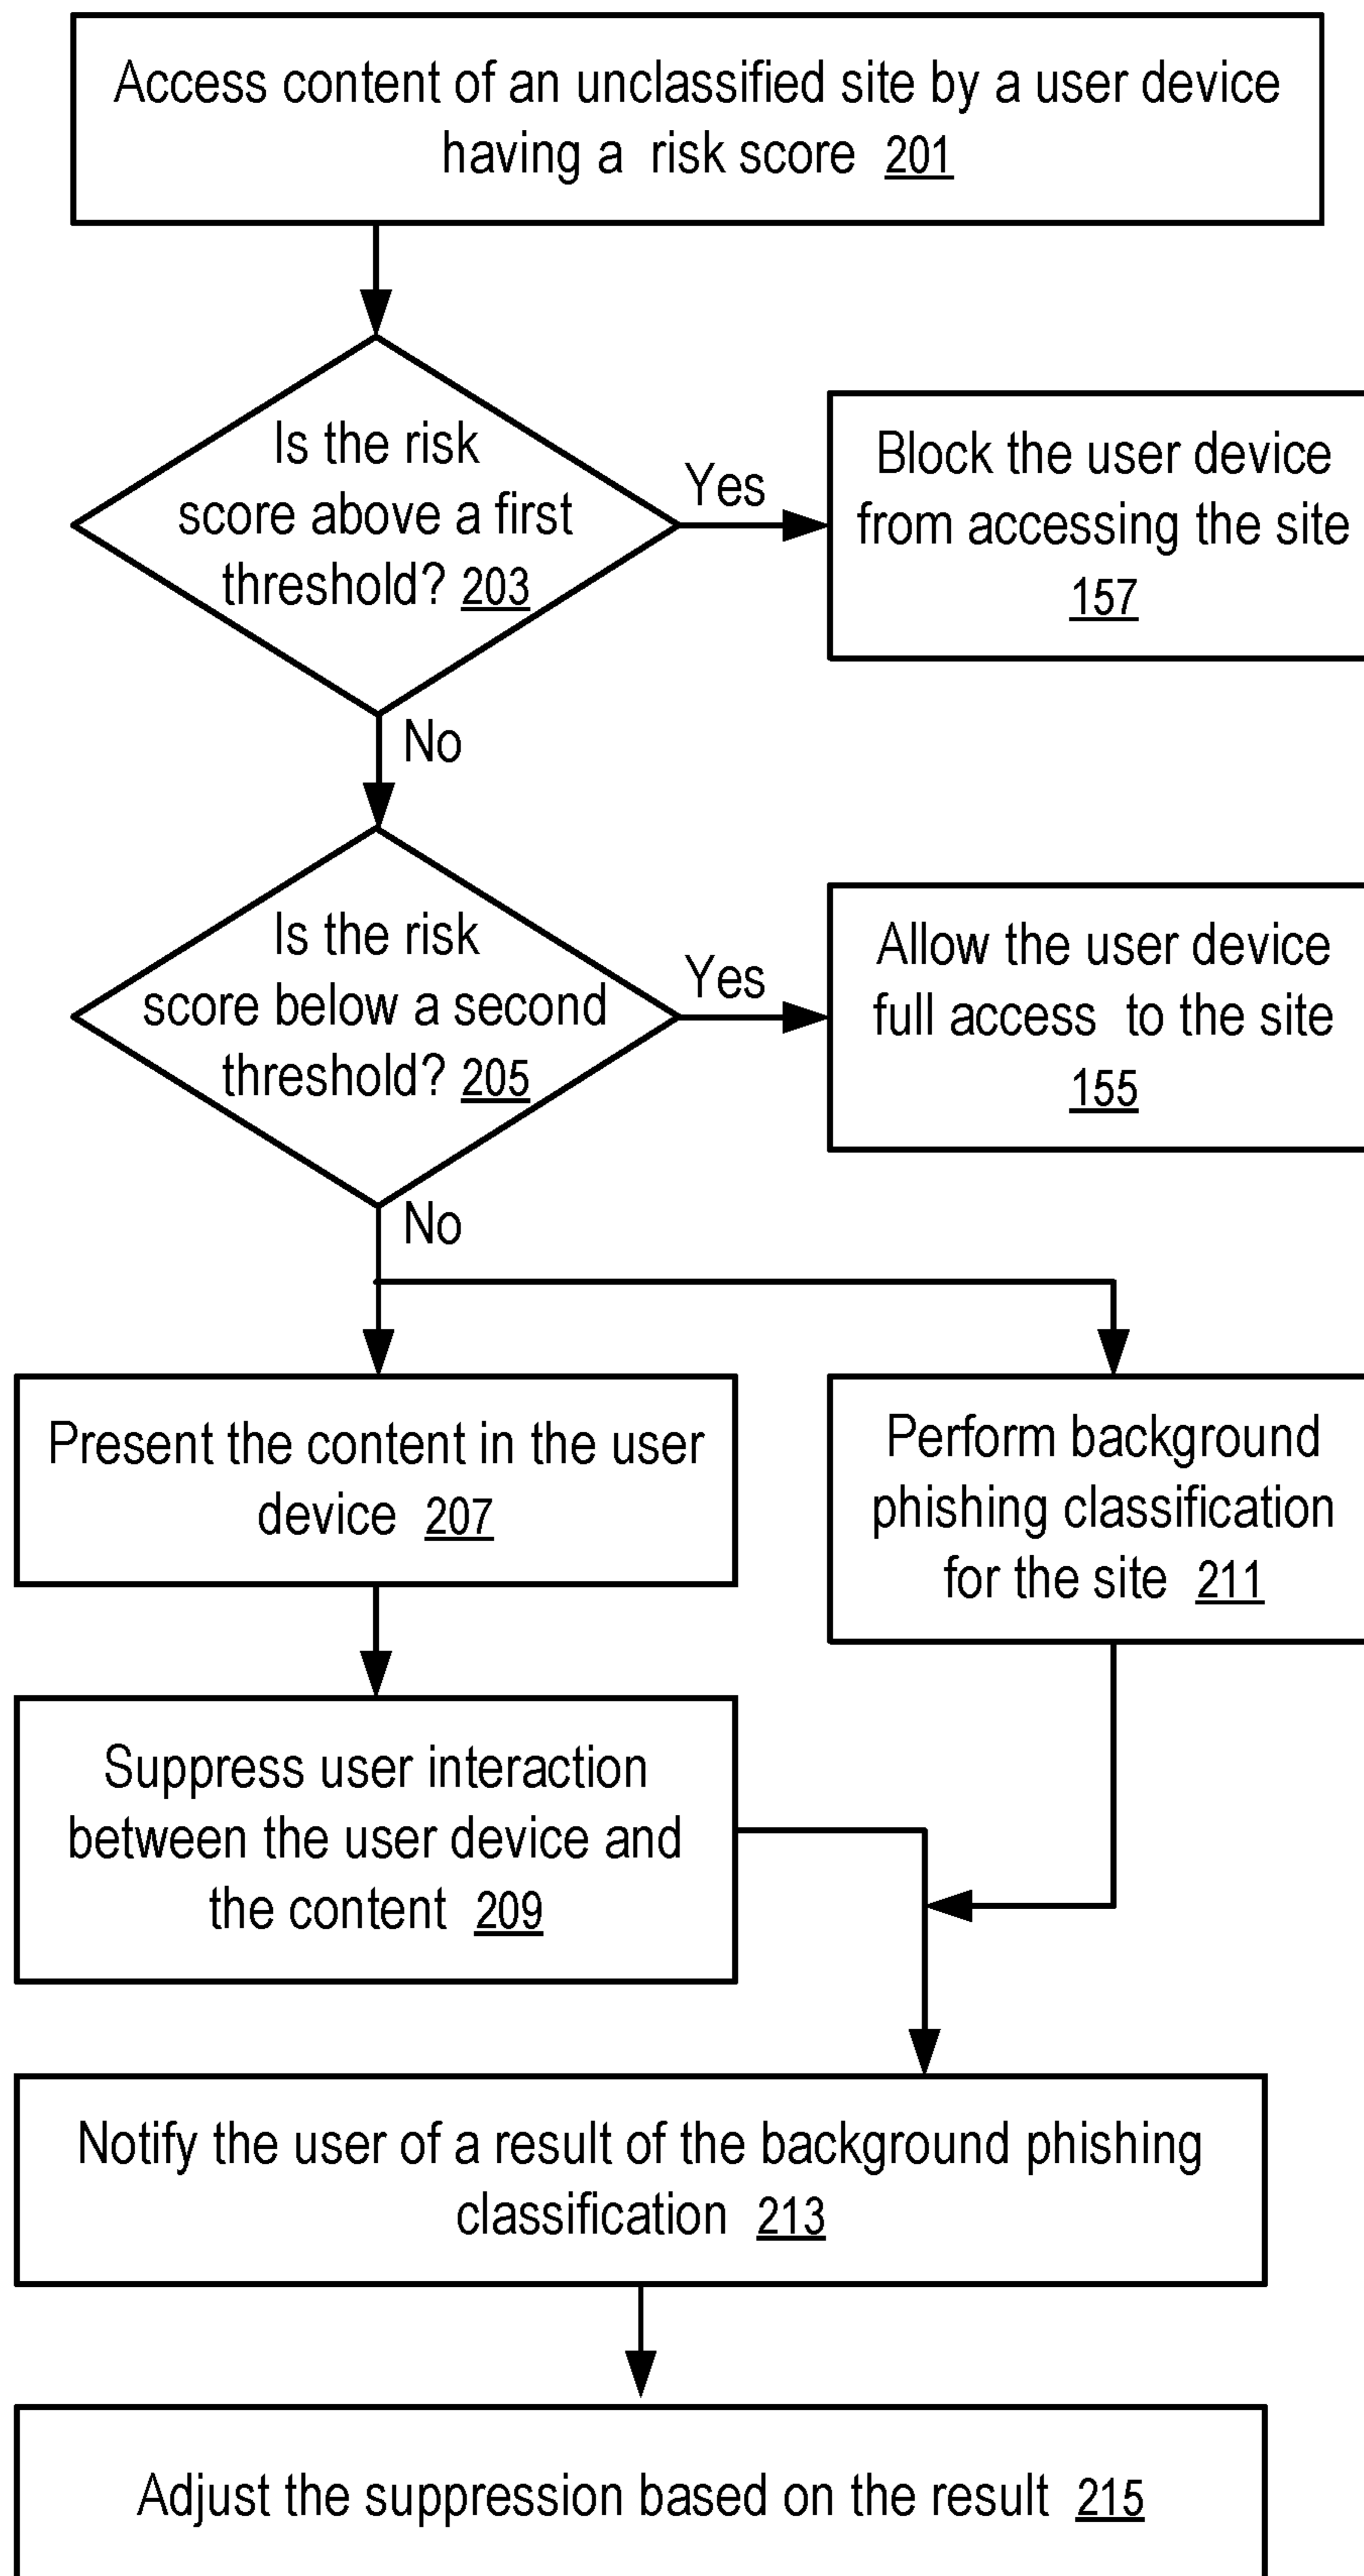 Access content of an unclassified site by a user device
having a risk score 201
Is the risk
score above a first
threshold? 203
Yes
Block the user device
from accessing the site
157
No
Is the risk
score below a second
threshold? 205
Yes
Allow the user device
full access to the site
155
No
Present the content in the user
device 207
Perform background
phishing classification
for the site 211
Suppress user interaction
between the user device and
the content 209
Notify the user of a result of the background phishing
classification 213
Adjust the suppression based on the result 215